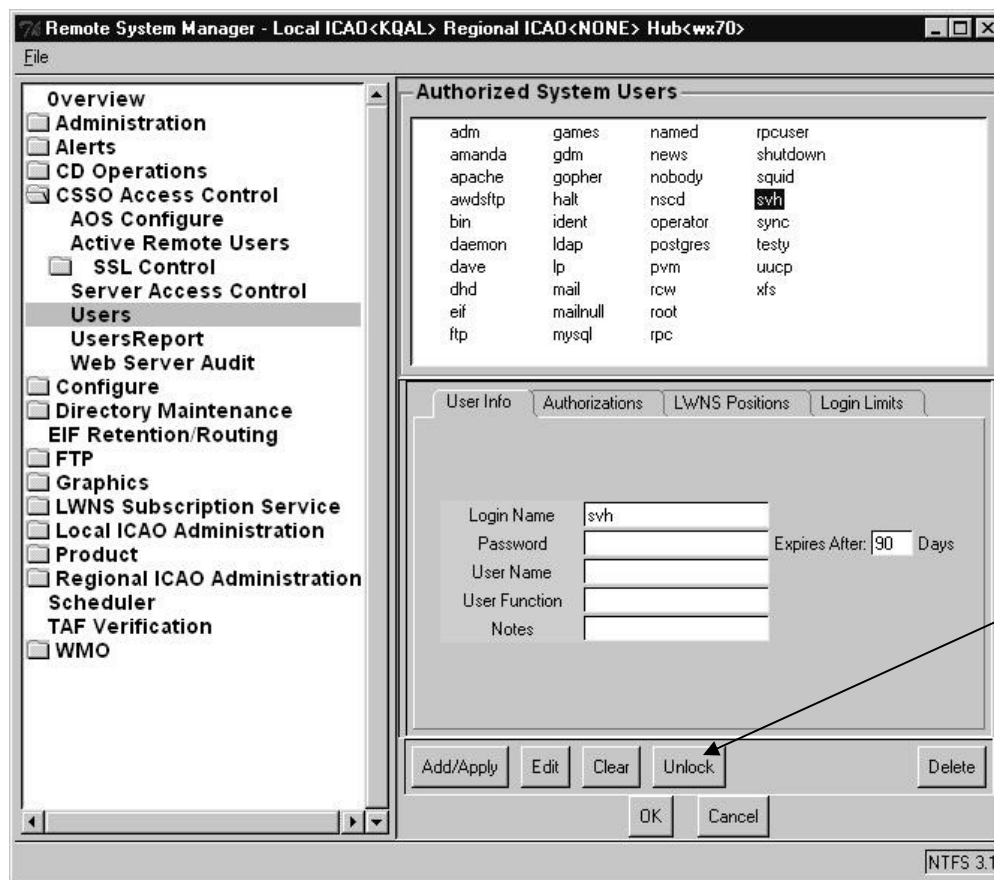 Remote System Manager - Local ICAO<KQAL> Regional ICAO<NONE> Hub<wx70>
File
Overview
Administration
Alerts
CD Operations
CSSO Access Control
AOS Configure
Active Remote Users
SSL Control
Server Access Control
Users
UsersReport
Web Server Audit
Configure
Directory Maintenance
EIF Retention/Routing
FTP
Graphics
LWNS Subscription Service
Local ICAO Administration
Product
Regional ICAO Administration
Scheduler
TAF Verification
WMO
Authorized System Users
adm games named rpcuser
amanda gdm news shutdown
apache gopher nobody squid
awdsftp halt nscd svh
bin ident operator sync
daemon ldap postgres testy
dave lp pvm uucp
dhd mail rcw xfs
eif mailnull root
ftp mysql rpc
User Info Authorizations LWNS Positions Login Limits
Login Name svh
Password Expires After: 90 Days
User Name
User Function
Notes
Add/Apply Edit Clear Unlock Delete
OK Cancel
NTFS 3.1